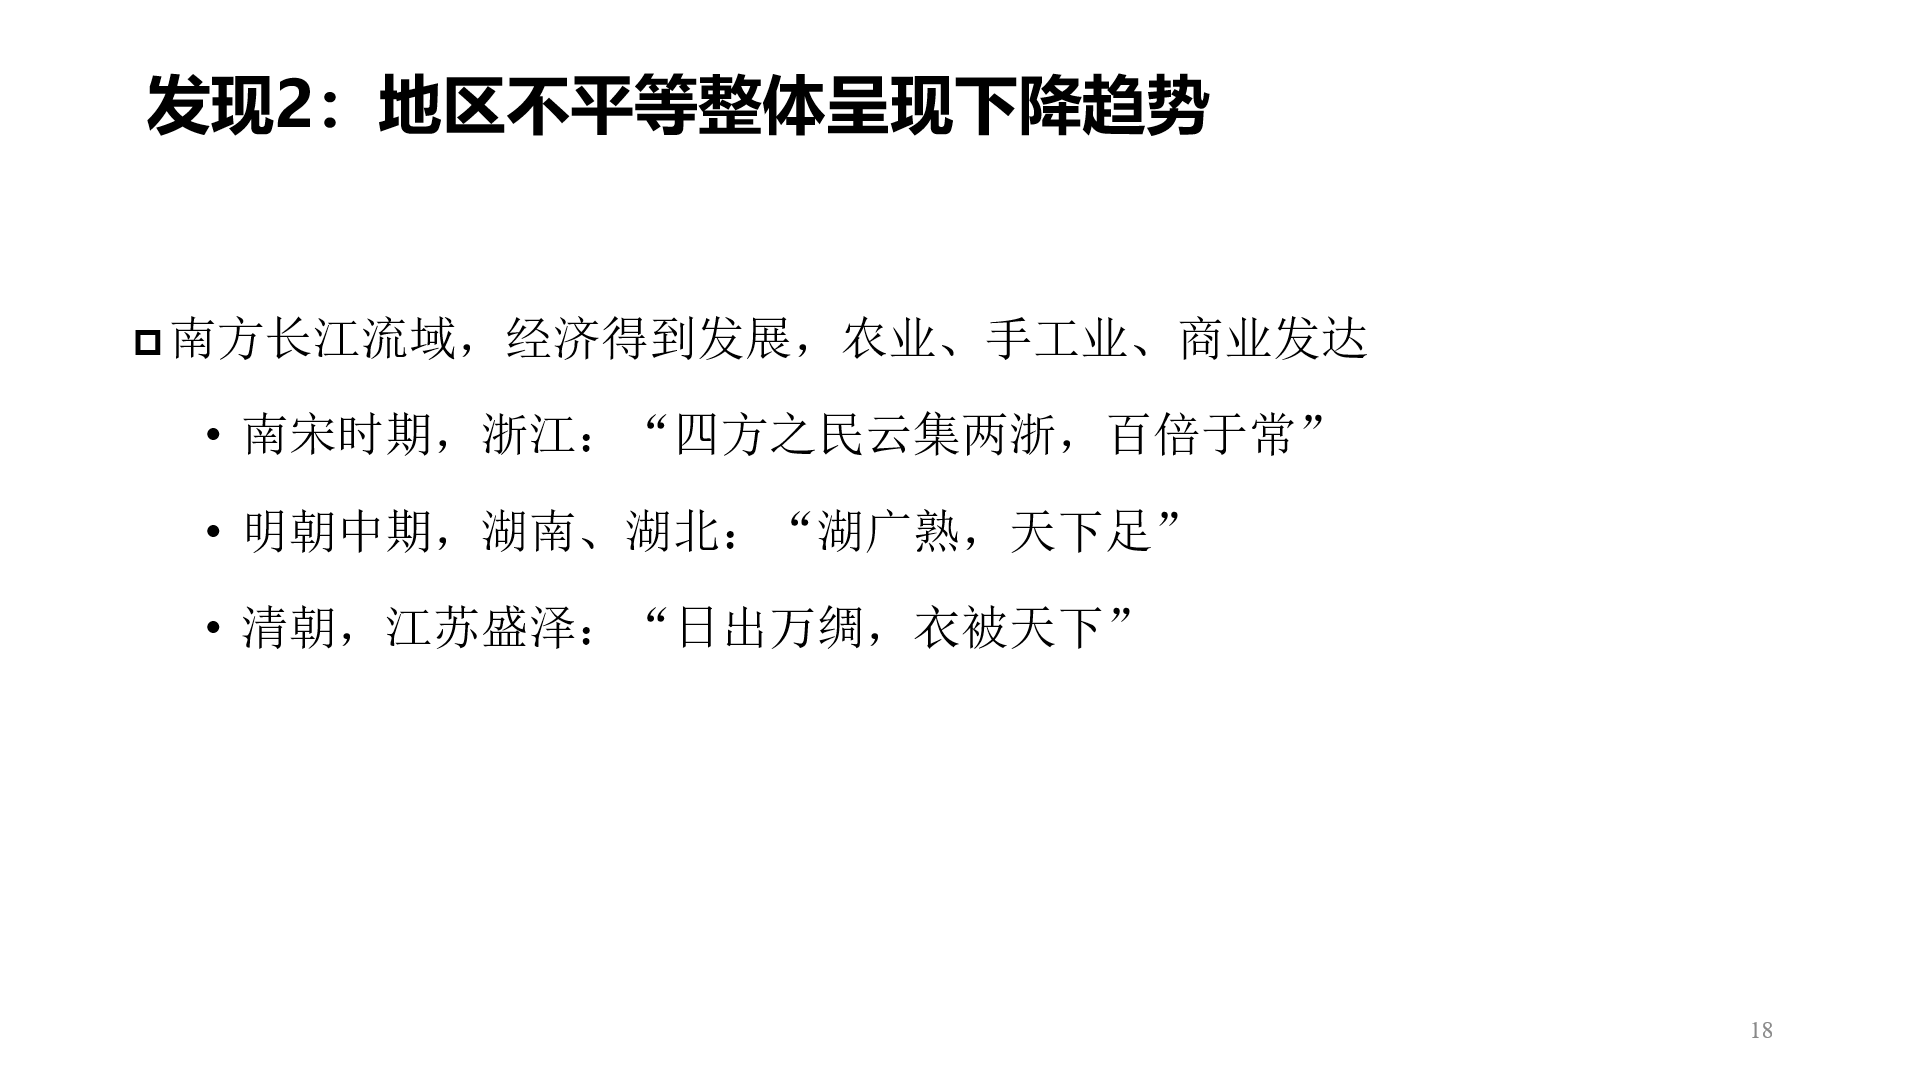 发现2：地区不平等整体呈现下降趋势
南方长江流域，经济得到发展，农业、手工业、商业发达
• 南宋时期，浙江：“四方之民云集两浙，百倍于常”
• 明朝中期，湖南、湖北：“湖广熟，天下足”
• 清朝，江苏盛泽：“日出万绸，衣被天下”
18